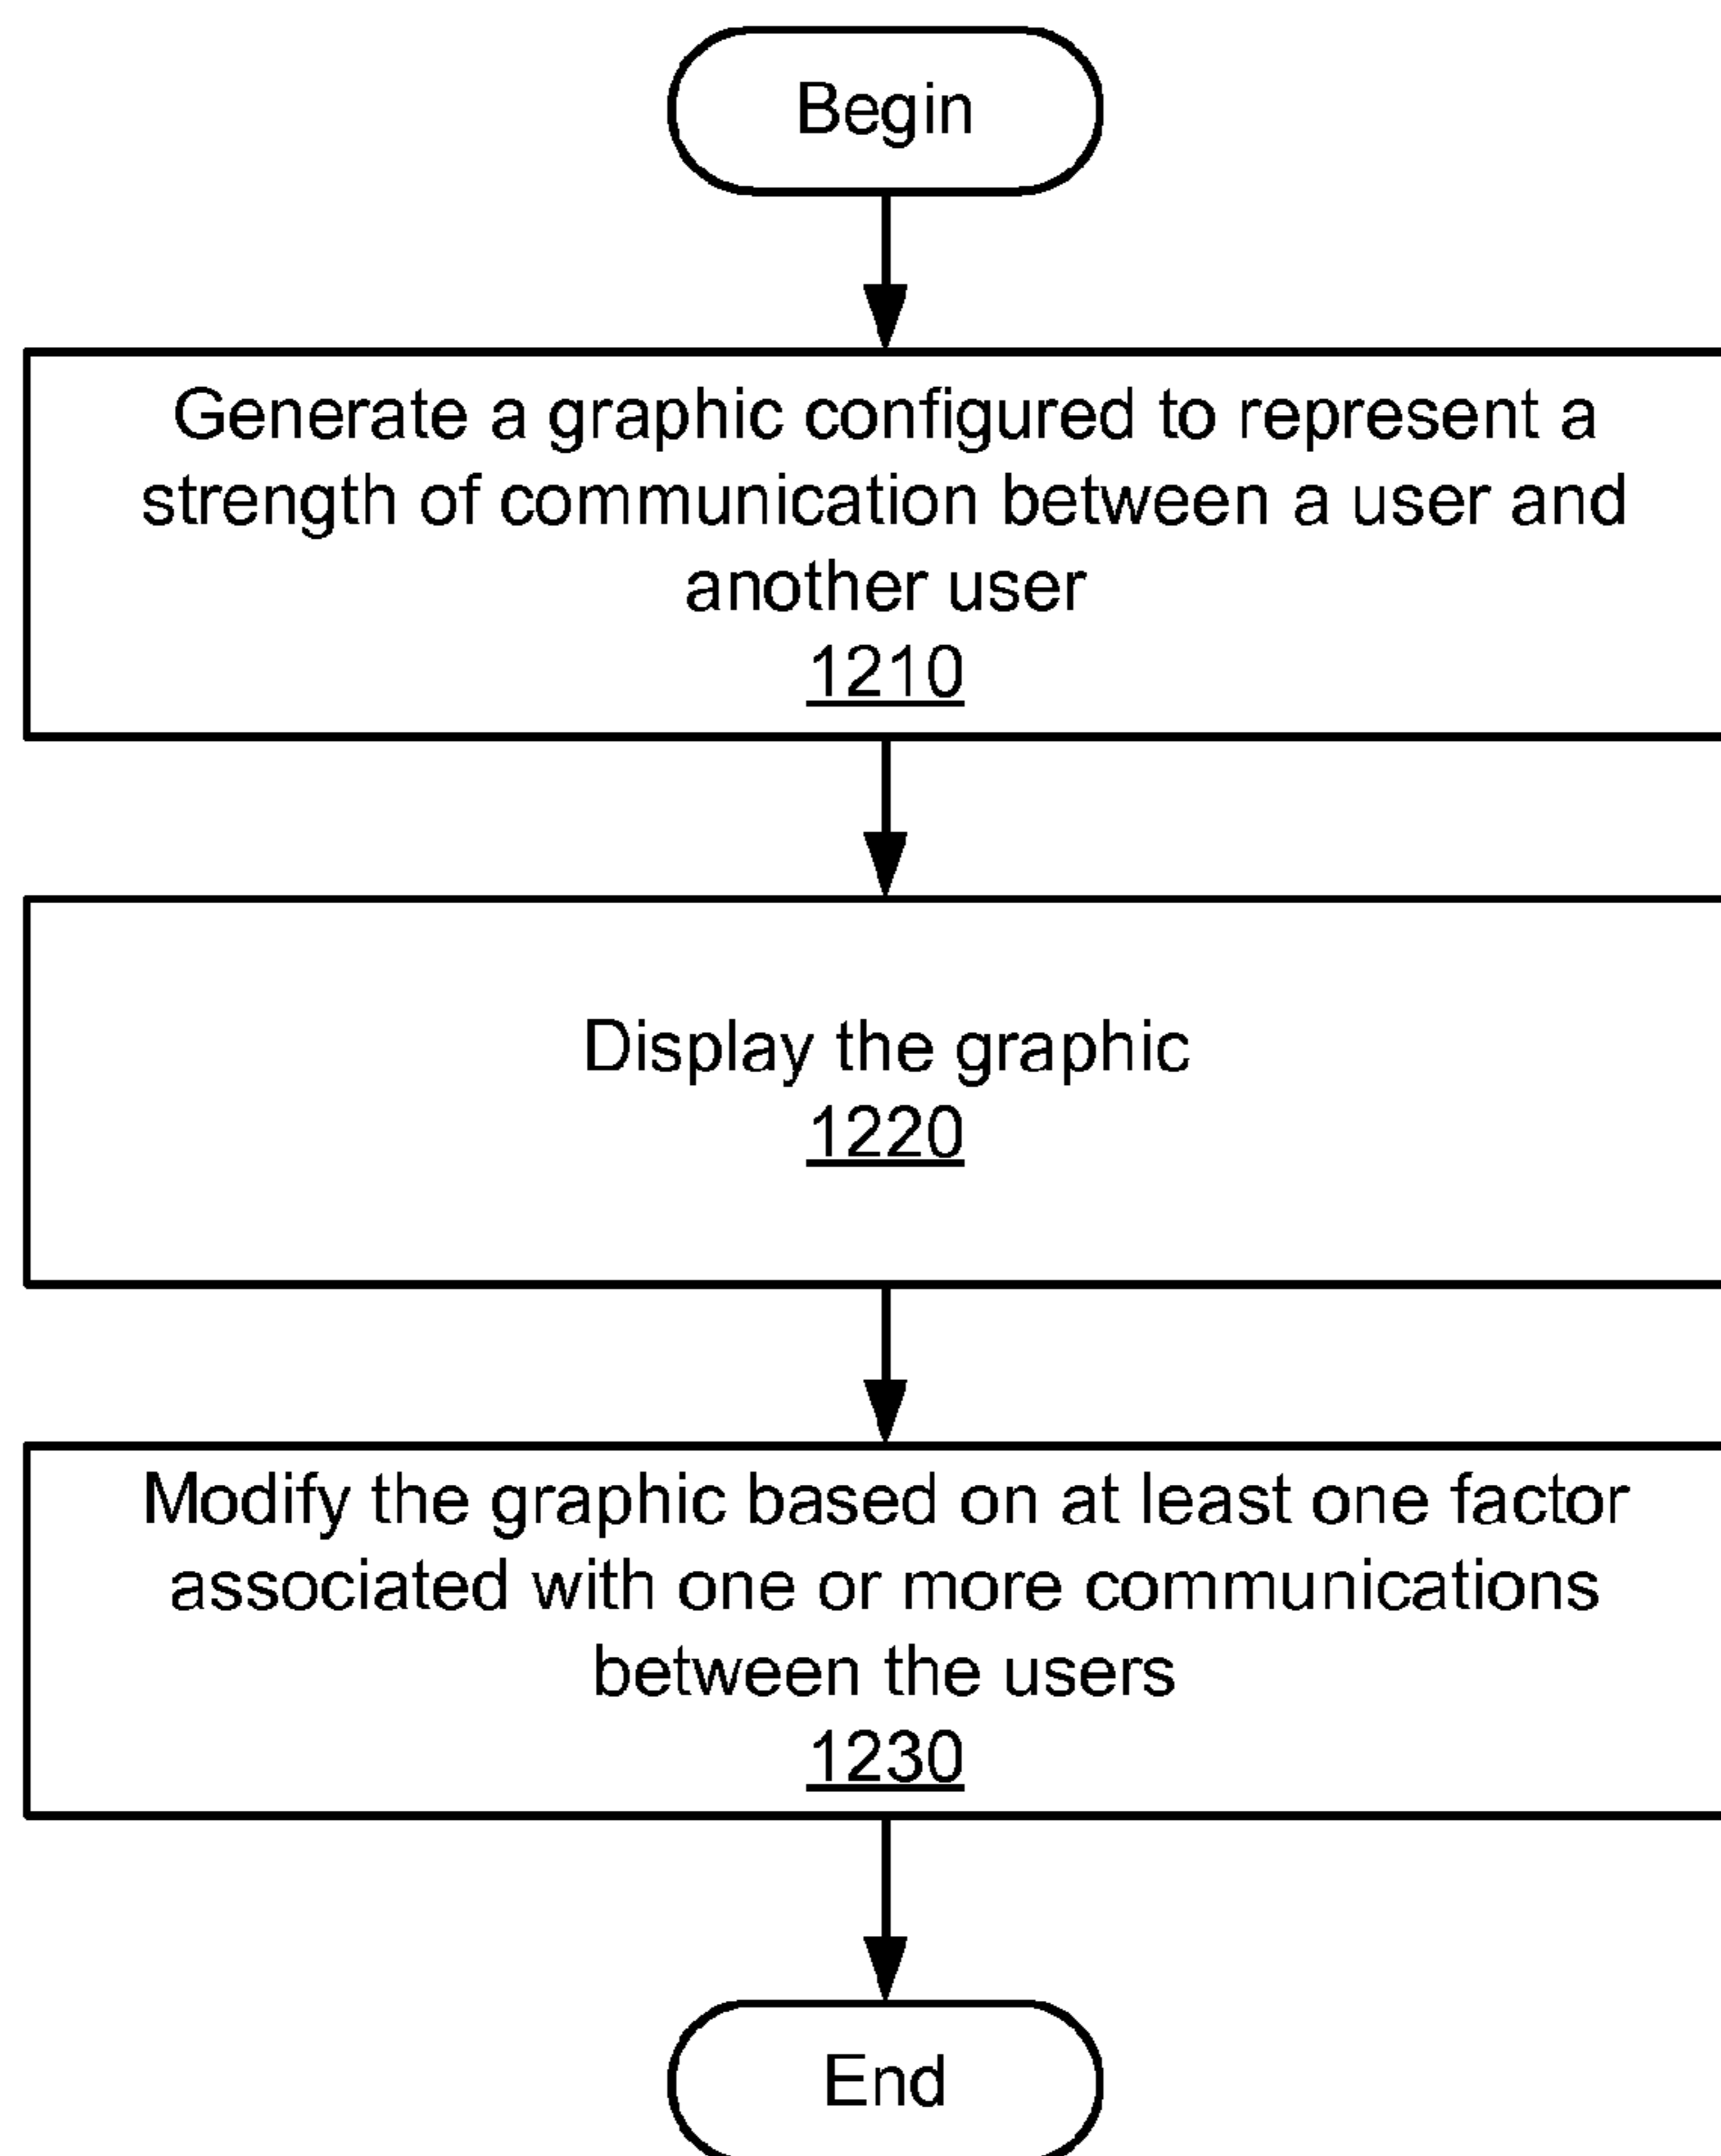 Begin
Generate a graphic configured to represent a
strength of communication between a user and
another user
1210
Display the graphic
1220
Modify the graphic based on at least one factor
associated with one or more communications
between the users
1230
End